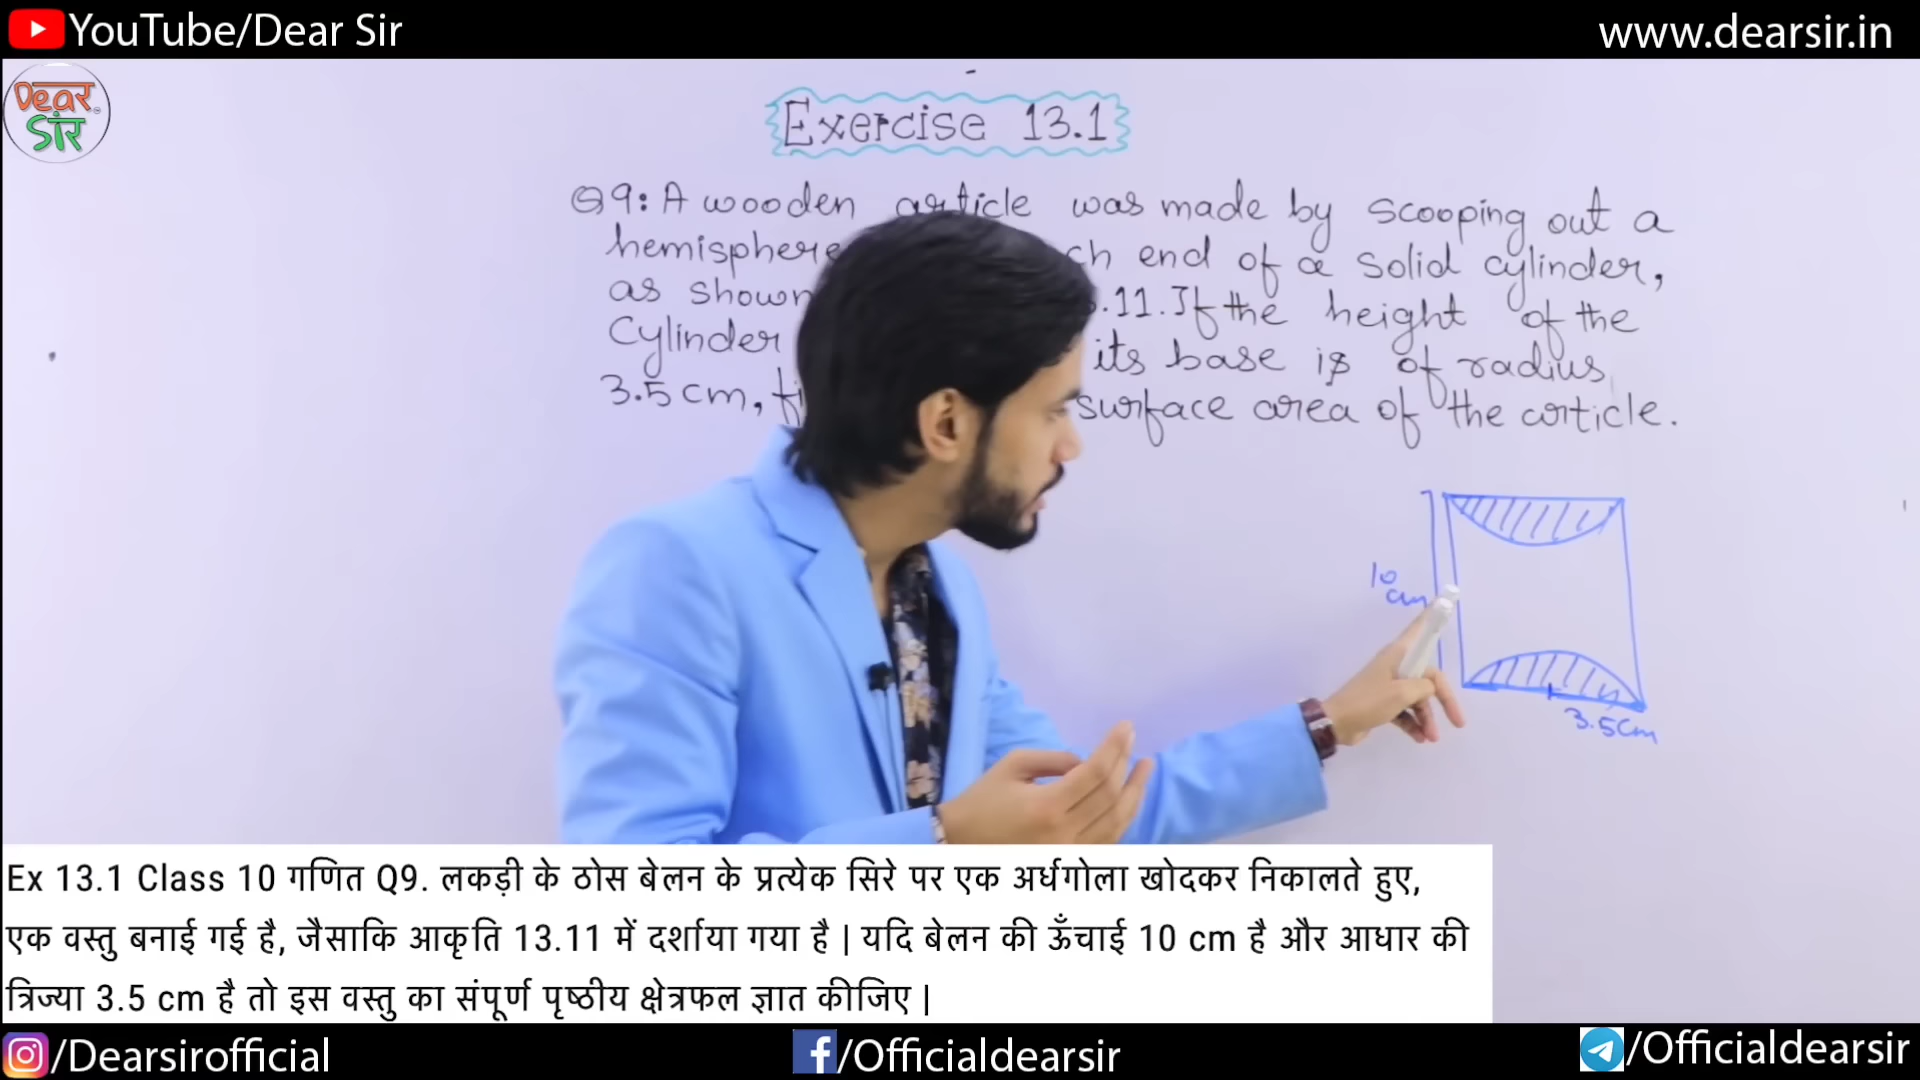 YouTube/Dear Sir
www.dearsir.in
Dear
सर
Exercise 13.1
Q9: A wooden article was made by scooping out a
hemisphere end of a solid cylinder,
as shown .11. If the height of the
Cylinder its base is of radius
3.5 cm, surface area of the article.
10
cm
3.5cm
Ex 13.1 Class 10 गणित Q9. लकड़ी के ठोस बेलन के प्रत्येक सिरे पर एक अर्धगोला खोदकर निकालते हुए,
एक वस्तु बनाई गई है, जैसाकि आकृति 13.11 में दर्शाया गया है | यदि बेलन की ऊँचाई 10 cm है और आधार की
त्रिज्या 3.5 cm है तो इस वस्तु का संपूर्ण पृष्ठीय क्षेत्रफल ज्ञात कीजिए |
/Dearsirofficial
/Officialdearsir
/Officialdearsir